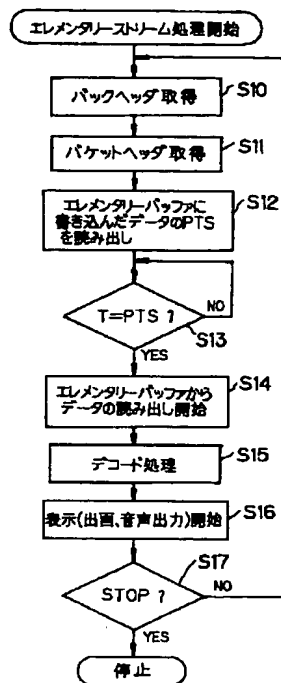 エレメンタリーストリーム処理開始
パックヘッダ取得
S10
パケットヘッダ取得
S11
エレメンタリーバッファに
書き込んだデータのPTS
を読み出し
S12
T=PTS ?
NO
S13
YES
エレメンタリーバッファから
データの読み出し開始
S14
デコード処理
S15
表示(出画、音声出力)開始
S16
S17
STOP ?
NO
YES
停止